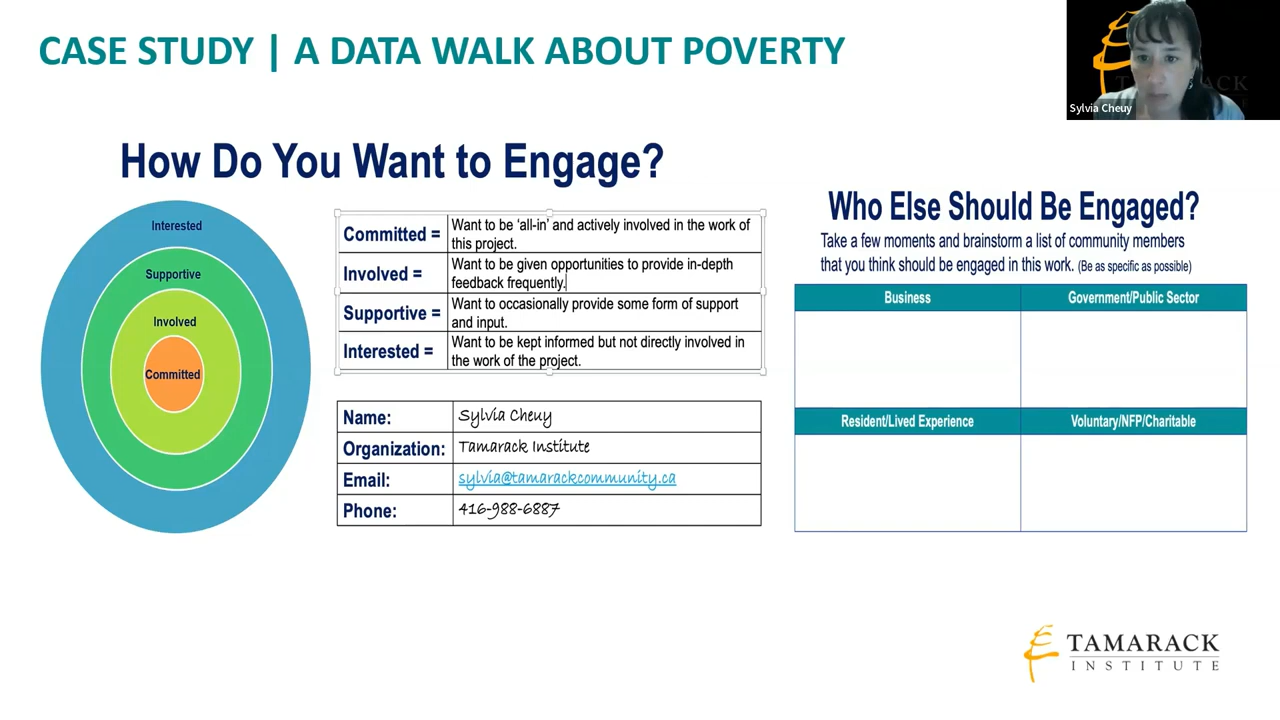 CASE STUDY | A DATA WALK ABOUT POVERTY
Sylvia Cheuy
How Do You Want to Engage?
Interested
Supportive
Involved
Committed
Committed = Want to be ‘all-in’ and actively involved in the work of
this project.
Involved = Want to be given opportunities to provide in-depth
feedback frequently.
Supportive = Want to occasionally provide some form of support
and input.
Interested = Want to be kept informed but not directly involved in
the work of the project.
Name: Sylvia Cheuy
Organization: Tamarack Institute
Email: sylvia@tamarackcommunity.ca
Phone: 416-988-6887
Who Else Should Be Engaged?
Take a few moments and brainstorm a list of community members
that you think should be engaged in this work. (Be as specific as possible)
Business Government/Public Sector
Resident/Lived Experience Voluntary/NFP/Charitable
TAMARACK
INSTITUTE